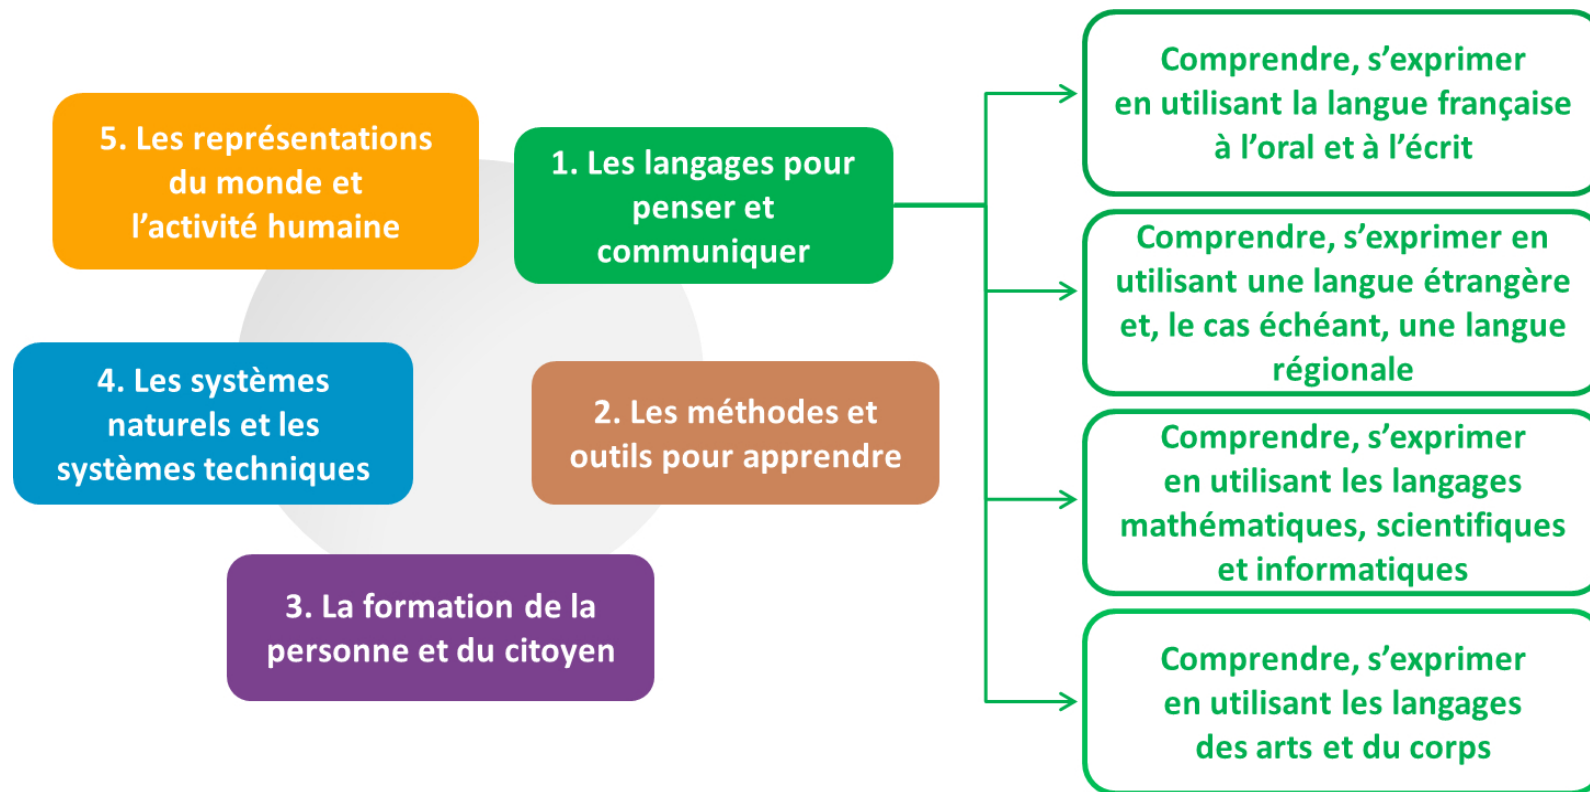 5. Les représentations
du monde et
l’activité humaine
1. Les langages pour
penser et
communiquer
2. Les méthodes et
outils pour apprendre
3. La formation de la
personne et du citoyen
4. Les systèmes
naturels et les
systèmes techniques
Comprendre, s’exprimer
en utilisant la langue française
à l’oral et à l’écrit
Comprendre, s’exprimer en
utilisant une langue étrangère
et, le cas échéant, une langue
régionale
Comprendre, s’exprimer
en utilisant les langages
mathématiques, scientifiques
et informatiques
Comprendre, s’exprimer
en utilisant les langages
des arts et du corps